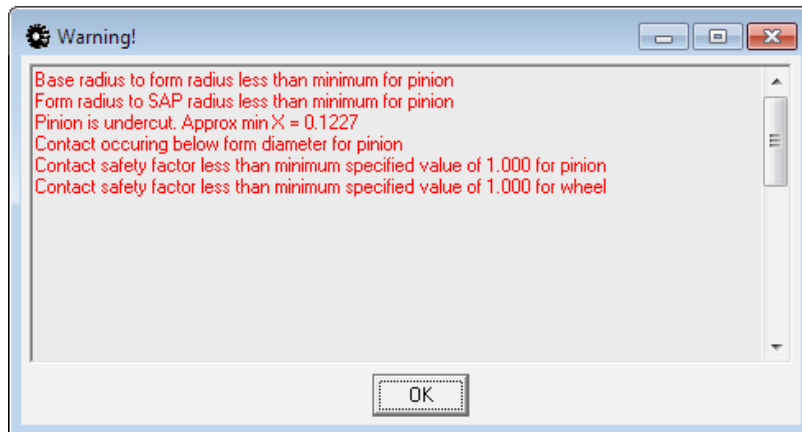 Warning!
Base radius to form radius less than minimum for pinion
Form radius to SAP radius less than minimum for pinion
Pinion is undercut. Approx min X = 0.1227
Contact occuring below form diameter for pinion
Contact safety factor less than minimum specified value of 1.000 for pinion
Contact safety factor less than minimum specified value of 1.000 for wheel
OK